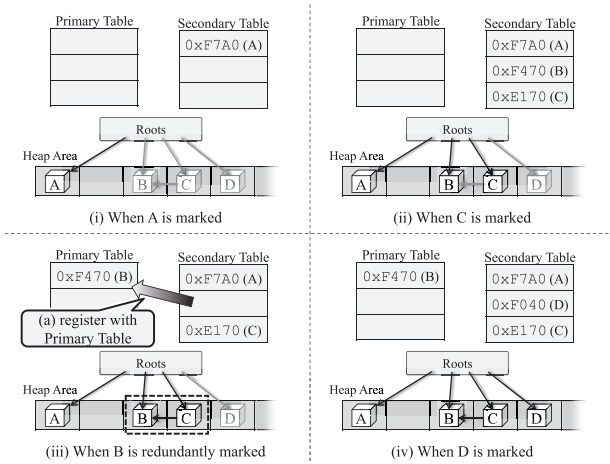 Primary Table
Secondary Table
0xF7A0 (A)
Roots
Heap Area
A
B
C
D
(i) When A is marked
Primary Table
Secondary Table
0xF7A0 (A)
0xF470 (B)
0xE170 (C)
Roots
Heap Area
A
B
C
D
(ii) When C is marked
Primary Table
Secondary Table
0xF470 (B)
0xF7A0 (A)
0xE170 (C)
(a) register with
Primary Table
Roots
Heap Area
A
B
C
D
(iii) When B is redundantly marked
Primary Table
Secondary Table
0xF470 (B)
0xF7A0 (A)
0xF040 (D)
0xE170 (C)
Roots
Heap Area
A
B
C
D
(iv) When D is marked